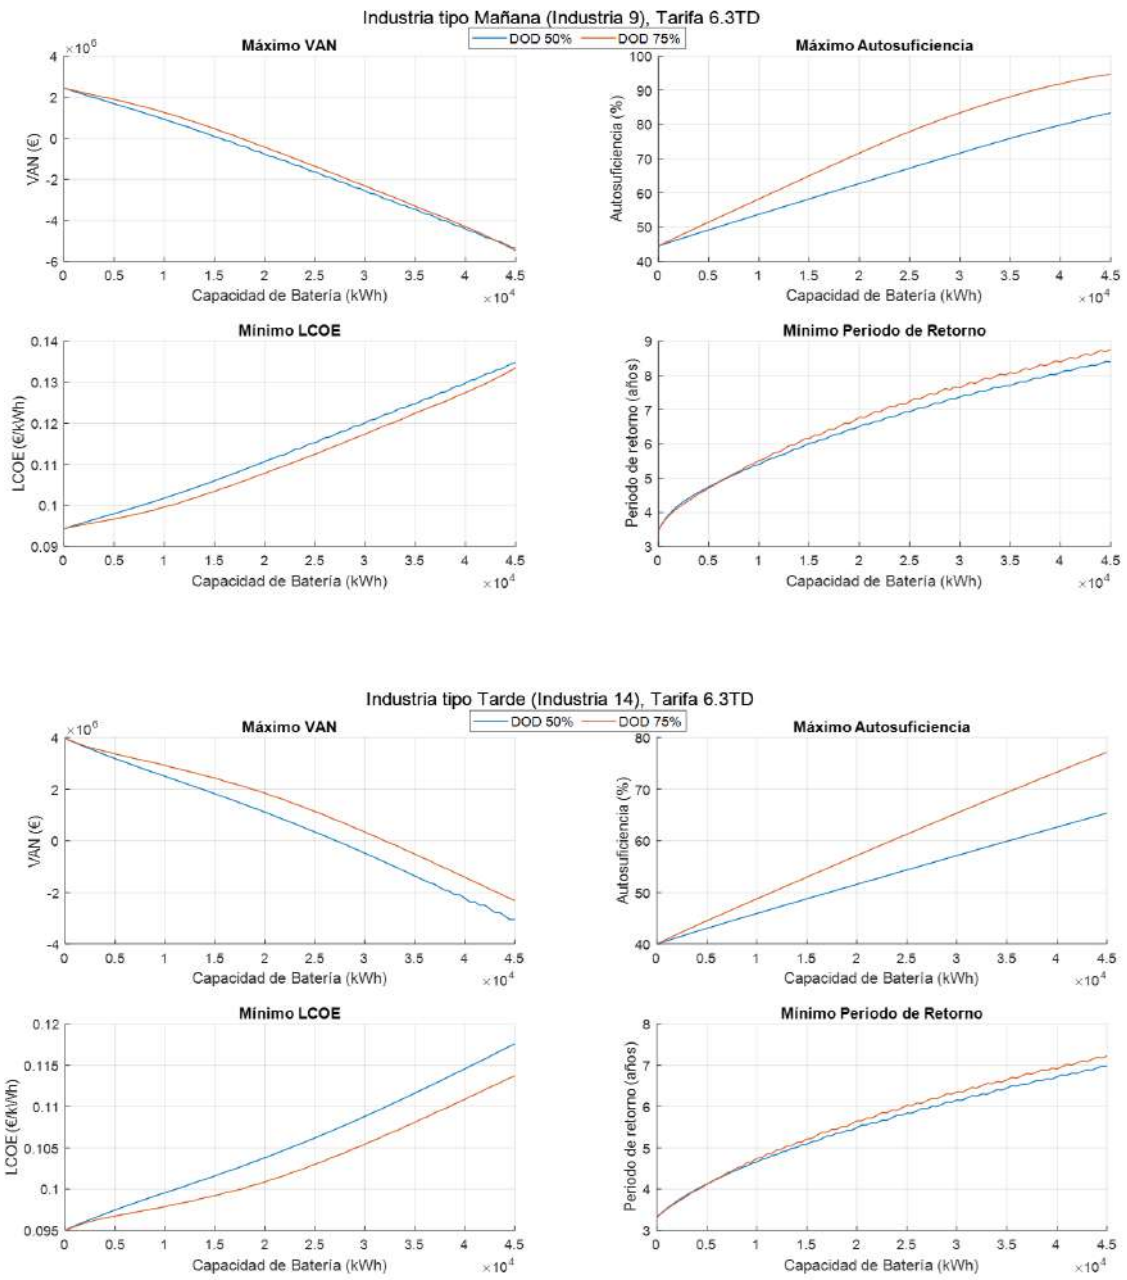 Industria tipo Mañana (Industria 9), Tarifa 6.3TD
DOD 50% DOD 75%
Máximo VAN
×10⁶
4
2
0
-2
-4
-6
VAN (€)
0 0.5 1 1.5 2 2.5 3 3.5 4 4.5
Capacidad de Batería (kWh)
×10⁴
Máximo Autosuficiencia
100
90
80
70
60
50
40
Autosuficiencia (%)
0 0.5 1 1.5 2 2.5 3 3.5 4 4.5
Capacidad de Batería (kWh)
×10⁴
Mínimo LCOE
0.14
0.13
0.12
0.11
0.1
0.09
LCOE (€/kWh)
0 0.5 1 1.5 2 2.5 3 3.5 4 4.5
Capacidad de Batería (kWh)
×10⁴
Mínimo Periodo de Retorno
9
8
7
6
5
4
3
Periodo de retorno (años)
0 0.5 1 1.5 2 2.5 3 3.5 4 4.5
Capacidad de Batería (kWh)
×10⁴
Industria tipo Tarde (Industria 14), Tarifa 6.3TD
DOD 50% DOD 75%
Máximo VAN
×10⁶
4
2
0
-2
-4
VAN (€)
0 0.5 1 1.5 2 2.5 3 3.5 4 4.5
Capacidad de Batería (kWh)
×10⁴
Máximo Autosuficiencia
80
70
60
50
40
Autosuficiencia (%)
0 0.5 1 1.5 2 2.5 3 3.5 4 4.5
Capacidad de Batería (kWh)
×10⁴
Mínimo LCOE
0.12
0.115
0.11
0.105
0.1
0.095
LCOE (€/kWh)
0 0.5 1 1.5 2 2.5 3 3.5 4 4.5
Capacidad de Batería (kWh)
×10⁴
Mínimo Periodo de Retorno
8
7
6
5
4
3
Periodo de retorno (años)
0 0.5 1 1.5 2 2.5 3 3.5 4 4.5
Capacidad de Batería (kWh)
×10⁴